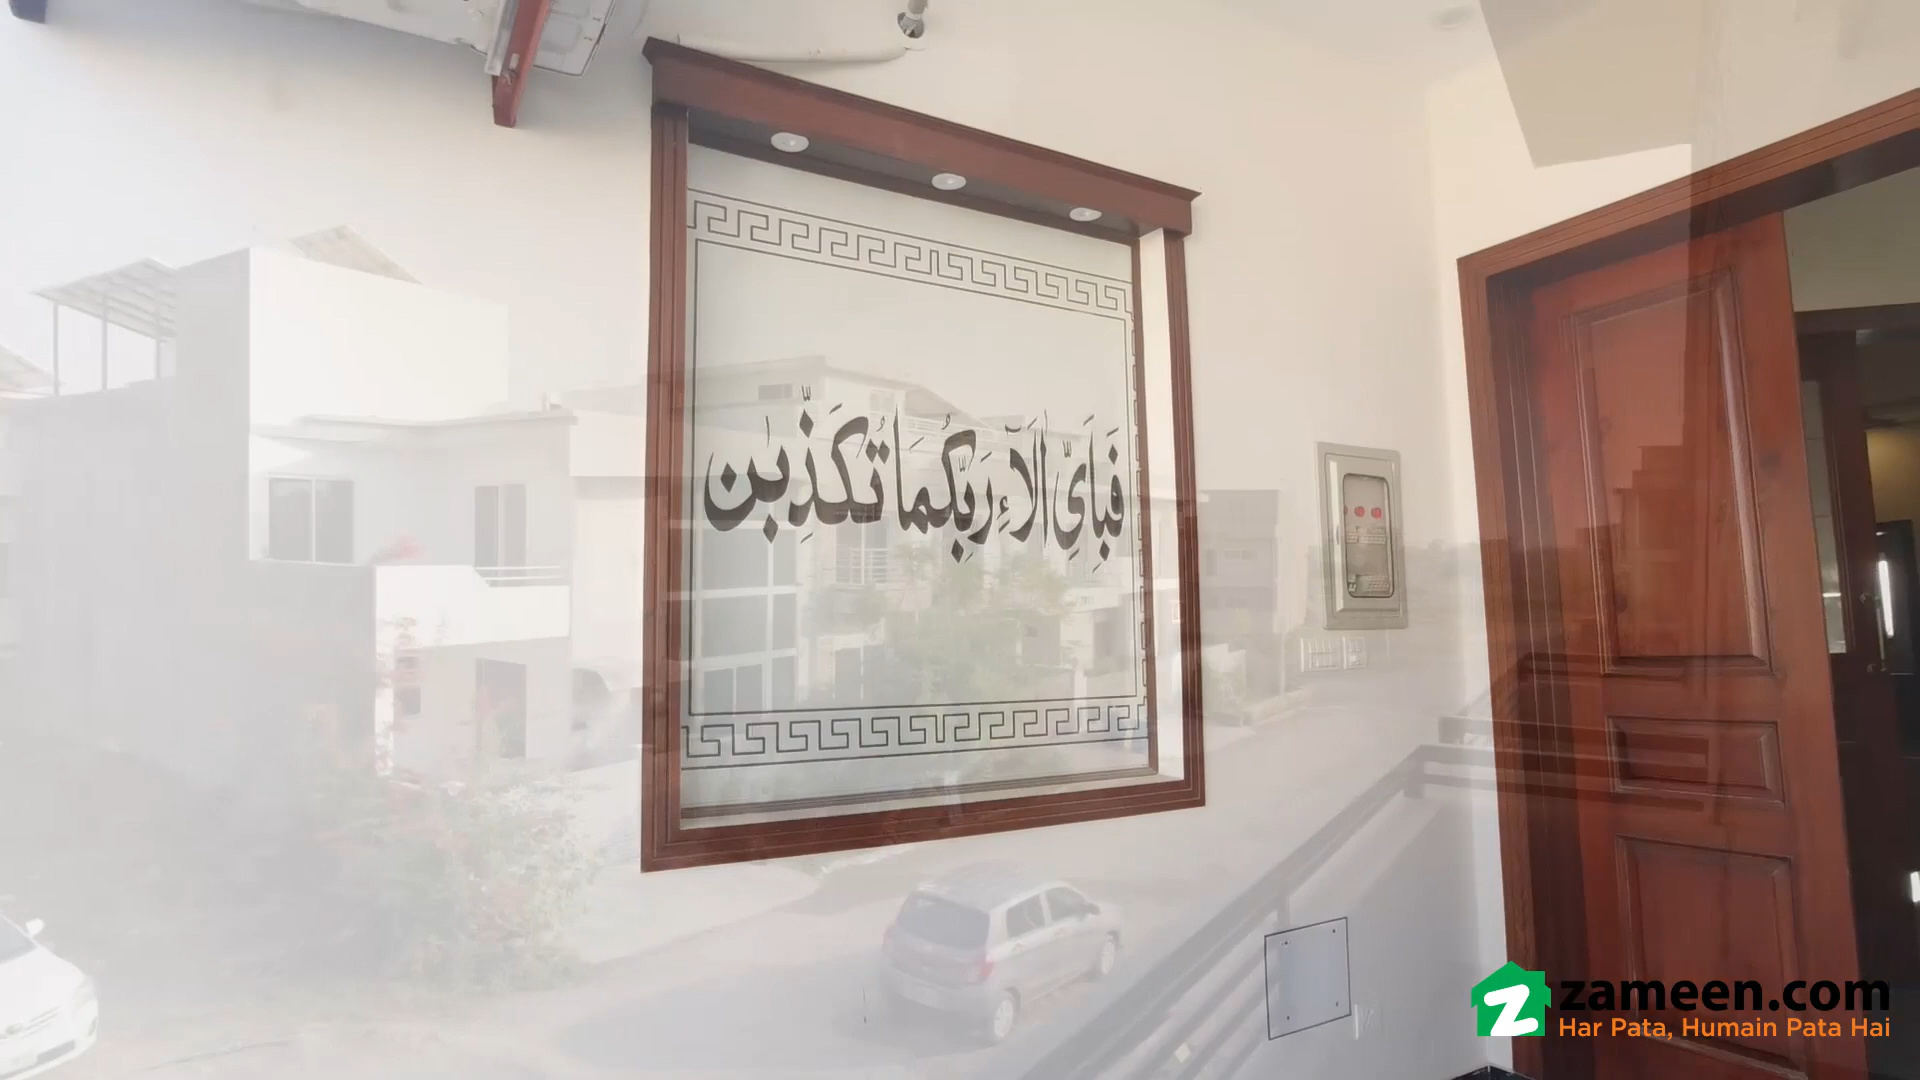 فَبِاَىِّ اٰلَآءِ رَبِّكُمَا تُكَذِّبٰن
zameen.com
Har Pata, Humain Pata Hai